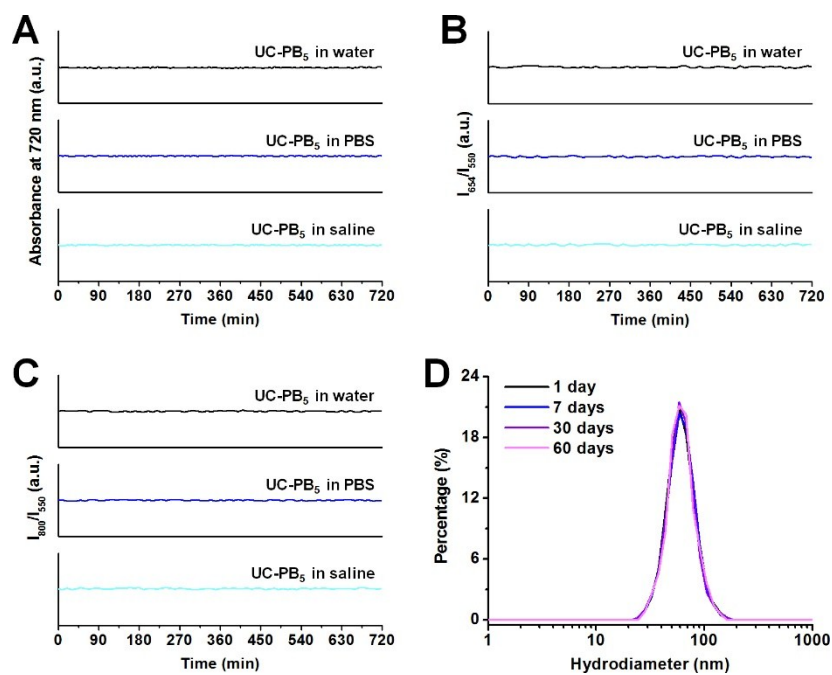 A
Absorbance at 720 nm (a.u.)
UC-PB5 in water
UC-PB5 in PBS
UC-PB5 in saline
0 90 180 270 360 450 540 630 720
Time (min)
B
I654/I550 (a.u.)
UC-PB5 in water
UC-PB5 in PBS
UC-PB5 in saline
0 90 180 270 360 450 540 630 720
Time (min)
C
I800/I550 (a.u.)
UC-PB5 in water
UC-PB5 in PBS
UC-PB5 in saline
0 90 180 270 360 450 540 630 720
Time (min)
D
Percentage (%)
24
18
12
6
0
1 day
7 days
30 days
60 days
1 10 100 1000
Hydrodiameter (nm)